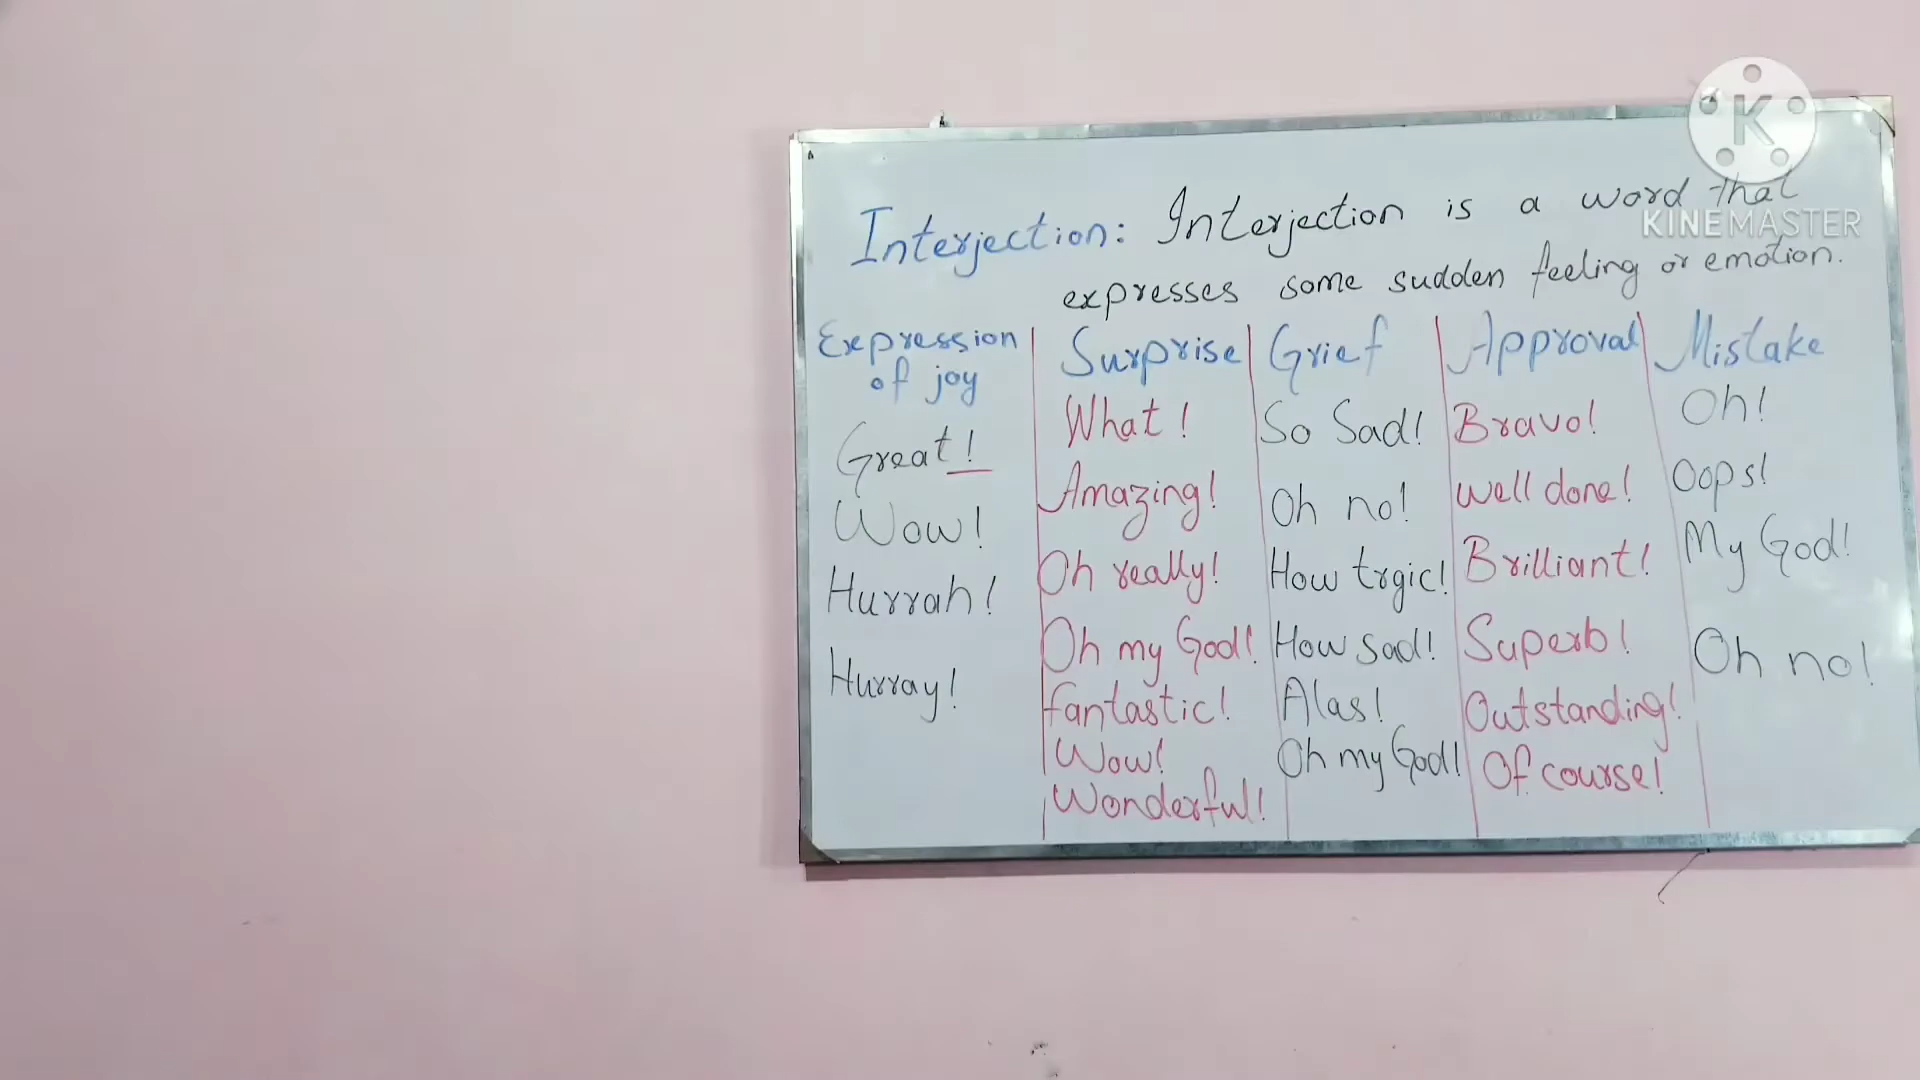 Interjection: Interjection is a word that
expresses some sudden feeling or emotion.
Expression
of joy
Great!
Wow!
Hurrah!
Hurray!
Surprise
What!
Amazing!
Oh really!
Oh my God!
fantastic!
Wow!
Wonderful!
Grief
So Sad!
Oh no!
How trgic!
How sad!
Alas!
Oh my God!
Approval
Bravo!
Well done!
Brilliant!
Superb!
Outstanding!
Of course!
Mistake
Oh!
Oops!
My God!
Oh no!
K
KINEMASTER